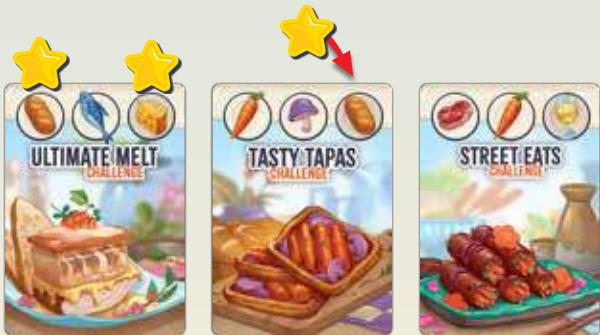 ULTIMATE MELT
CHALLENGE
TASTY TAPAS
CHALLENGE
STREET EATS
CHALLENGE